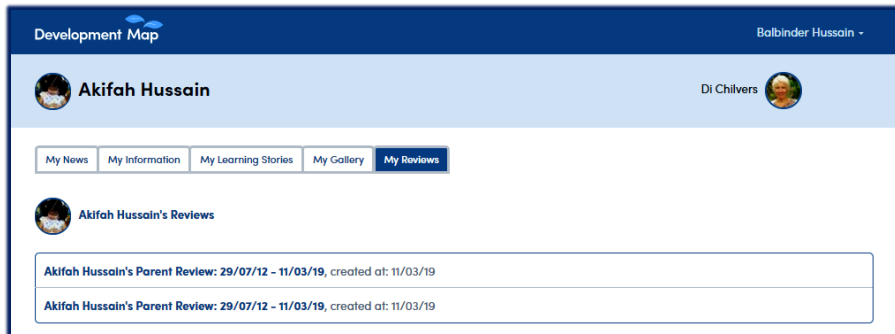 Development Map
Balbinder Hussain
Akifah Hussain
Di Chilvers
My News
My Information
My Learning Stories
My Gallery
My Reviews
Akifah Hussain's Reviews
Akifah Hussain's Parent Review: 29/07/12 - 11/03/19, created at: 11/03/19
Akifah Hussain's Parent Review: 29/07/12 - 11/03/19, created at: 11/03/19